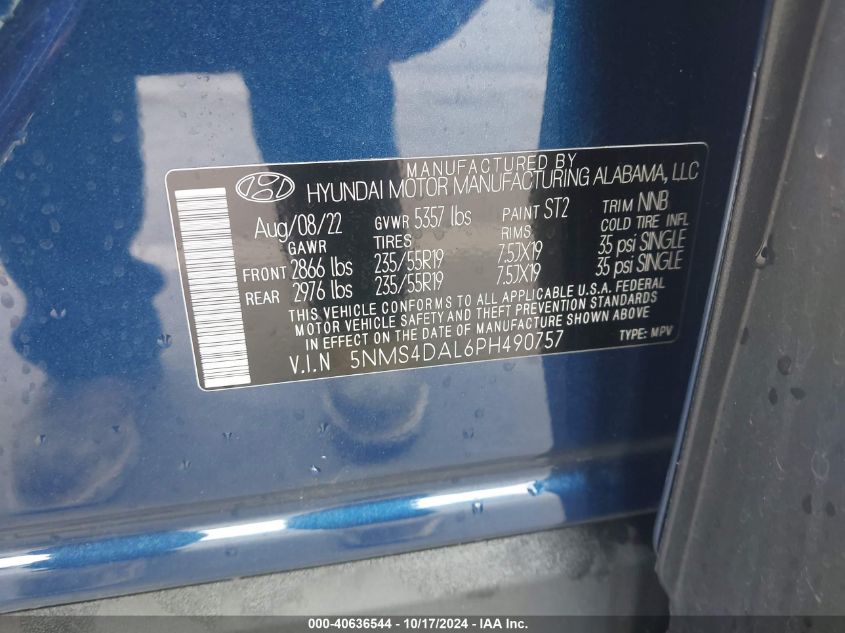 MANUFACTURED BY
HYUNDAI MOTOR MANUFACTURING ALABAMA, LLC
Aug/08/22 GVWR 5357 lbs PAINT ST2 TRIM NNB
GAWR TIRES RIMS. COLD TIRE INFL
FRONT 2866 lbs 235/55R19 7.5JX19 35 psi SINGLE
REAR 2976 lbs 235/55R19 7.5JX19 35 psi SINGLE
THIS VEHICLE CONFORMS TO ALL APPLICABLE U.S.A. FEDERAL
MOTOR VEHICLE SAFETY AND THEFT PREVENTION STANDARDS
IN EFFECT ON THE DATE OF MANUFACTURE SHOWN ABOVE
V.I.N 5NMS4DAL6PH490757 TYPE: MPV
000-40636544 - 10/17/2024 - IAA Inc.